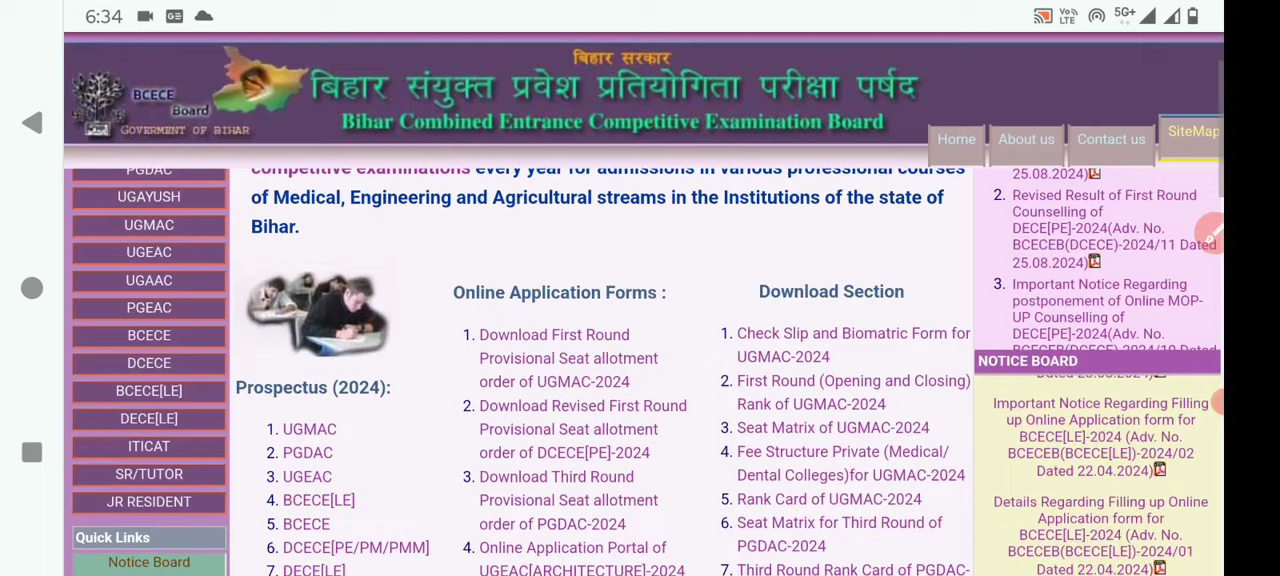 6:34
Vo)) LTE
5G+
बिहार सरकार
बिहार संयुक्त प्रवेश प्रतियोगिता परीक्षा पर्षद
Bihar Combined Entrance Competitive Examination Board
BCECE
Board
GOVERMENT OF BIHAR
Home
About us
Contact us
SiteMap
PGDAC
UGAYUSH
UGMAC
UGEAC
UGAAC
PGEAC
BCECE
DCECE
BCECE[LE]
DECE[LE]
ITICAT
SR/TUTOR
JR RESIDENT
Quick Links
Notice Board
competitive examinations every year for admissions in various professional courses
of Medical, Engineering and Agricultural streams in the Institutions of the state of
Bihar.
Prospectus (2024):
1. UGMAC
2. PGDAC
3. UGEAC
4. BCECE[LE]
5. BCECE
6. DCECE[PE/PM/PMM]
7. DECE[LE]
Online Application Forms :
1. Download First Round
Provisional Seat allotment
order of UGMAC-2024
2. Download Revised First Round
Provisional Seat allotment
order of DCECE[PE]-2024
3. Download Third Round
Provisional Seat allotment
order of PGDAC-2024
4. Online Application Portal of
UGEAC[ARCHITECTURE]-2024
Download Section
1. Check Slip and Biomatric Form for
UGMAC-2024
2. First Round (Opening and Closing)
Rank of UGMAC-2024
3. Seat Matrix of UGMAC-2024
4. Fee Structure Private (Medical/
Dental Colleges)for UGMAC-2024
5. Rank Card of UGMAC-2024
6. Seat Matrix for Third Round of
PGDAC-2024
7. Third Round Rank Card of PGDAC-
25.08.2024)
2. Revised Result of First Round
Counselling of
DECE[PE]-2024(Adv. No.
BCECEB(DCECE)-2024/11 Dated
25.08.2024)
3. Important Notice Regarding
postponement of Online MOP-
UP Counselling of
DECE[PE]-2024(Adv. No.
BCECEB(DCECE)-2024/10 Dated
NOTICE BOARD
Important Notice Regarding Filling
up Online Application form for
BCECE[LE]-2024 (Adv. No.
BCECEB(BCECE[LE])-2024/02
Dated 22.04.2024)
Details Regarding Filling up Online
Application form for
BCECE[LE]-2024 (Adv. No.
BCECEB(BCECE[LE])-2024/01
Dated 22.04.2024)